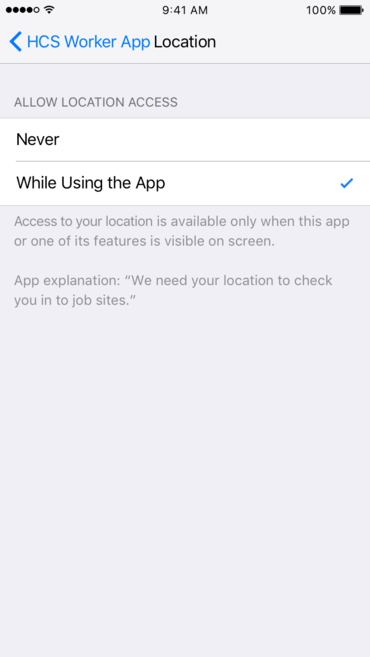 9:41 AM 100%
HCS Worker App Location
ALLOW LOCATION ACCESS
Never
While Using the App
Access to your location is available only when this app
or one of its features is visible on screen.
App explanation: “We need your location to check
you in to job sites.”